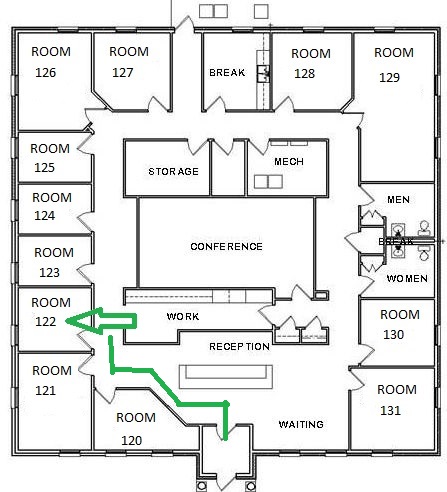 ROOM
126
ROOM
127
BREAK
ROOM
128
ROOM
129
ROOM
125
STORAGE
MECH
ROOM
124
MEN
CONFERENCE
BREAK
ROOM
123
WOMEN
ROOM
122
WORK
ROOM
130
RECEPTION
ROOM
121
ROOM
131
ROOM
120
WAITING